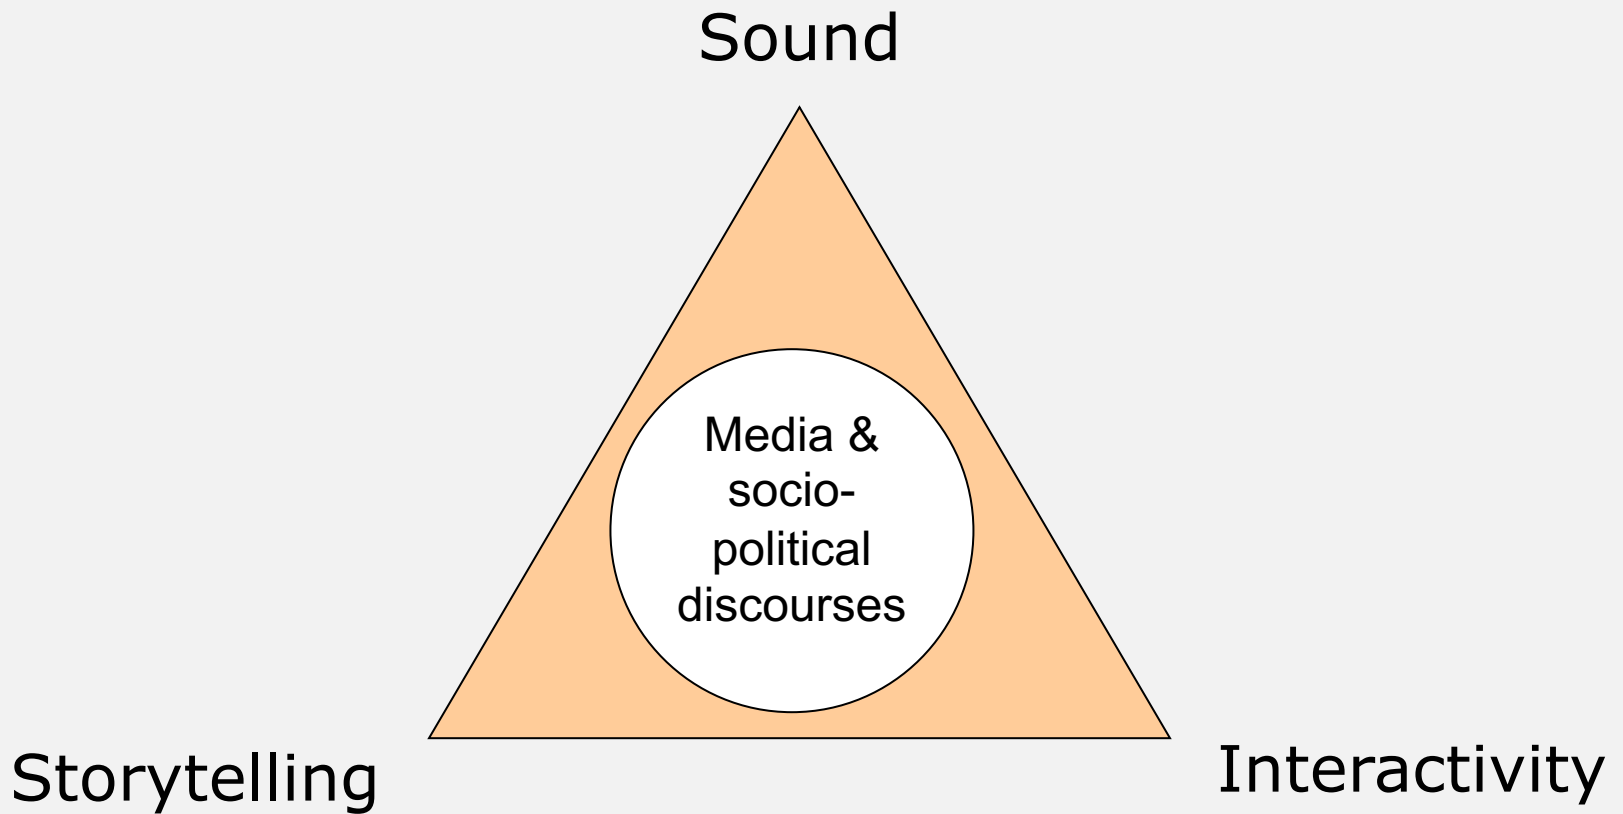 Sound
Media &
socio-
political
discourses
Storytelling
Interactivity